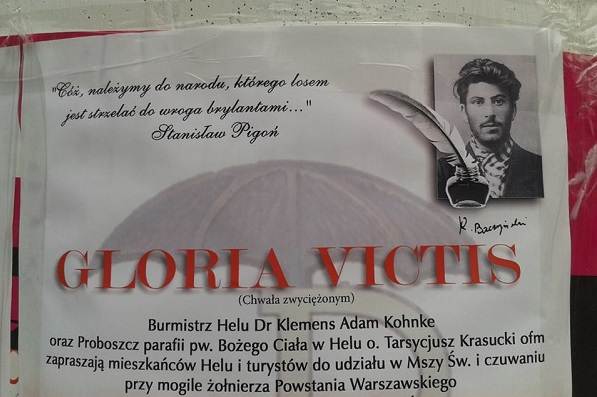 "Cóż, należymy do narodu, którego losem
jest strzelać do wroga brylantami..."
Stanisław Pigoń
K. Baczyński
GLORIA VICTIS
(Chwała zwyciężonym)
Burmistrz Helu Dr Klemens Adam Kohnke
oraz Proboszcz parafii pw. Bożego Ciała w Helu o. Tarsycjusz Krasucki ofm
zapraszają mieszkańców Helu i turystów do udziału w Mszy Św. i czuwaniu
przy mogile żołnierza Powstania Warszawskiego